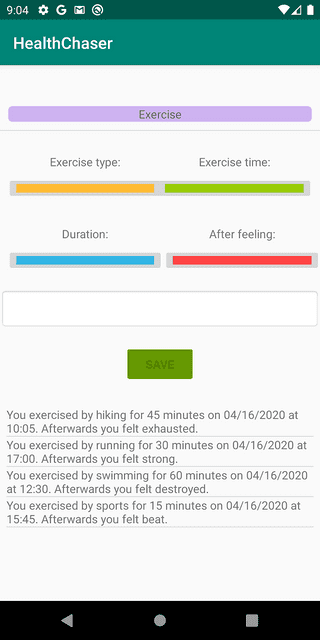 9:04
HealthChaser
Exercise
Exercise type: Exercise time:
Duration: After feeling:
SAVE
You exercised by hiking for 45 minutes on 04/16/2020 at
10:05. Afterwards you felt exhausted.
You exercised by running for 30 minutes on 04/16/2020 at
17:00. Afterwards you felt strong.
You exercised by swimming for 60 minutes on 04/16/2020
at 12:30. Afterwards you felt destroyed.
You exercised by sports for 15 minutes on 04/16/2020 at
15:45. Afterwards you felt beat.